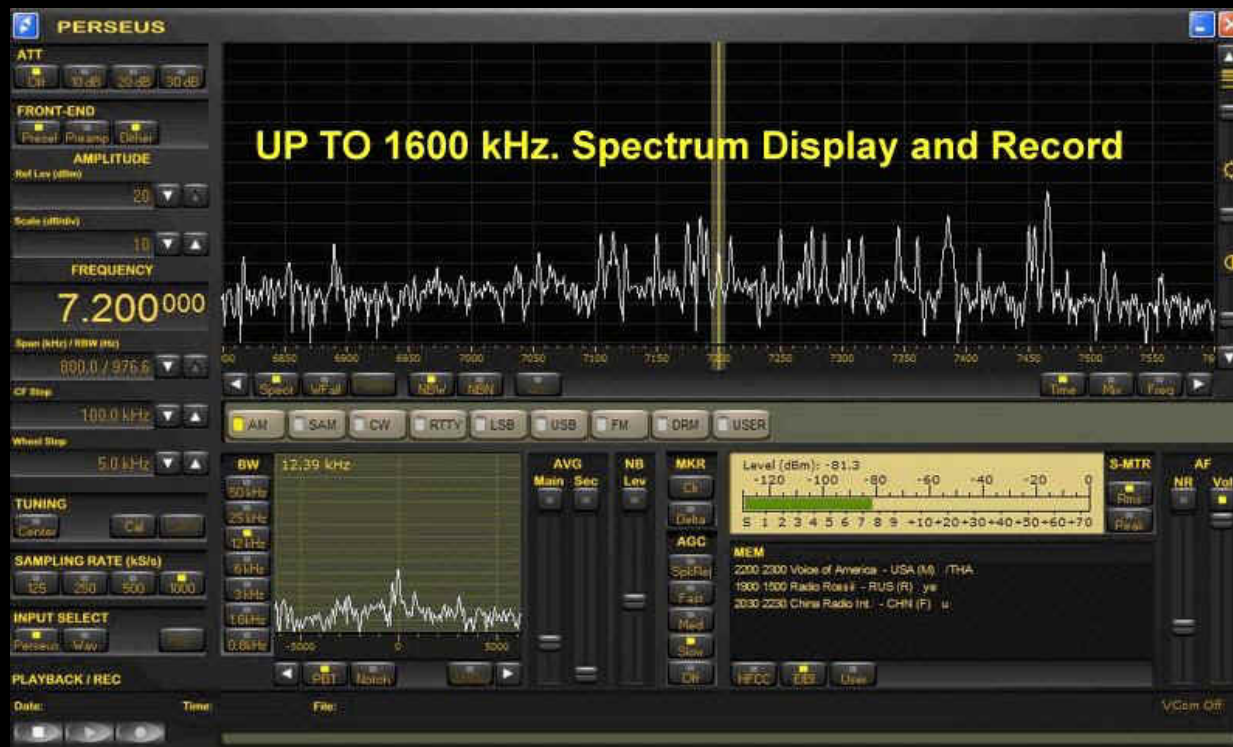 PERSEUS
ATT
Off 10 dB 20 dB 30 dB
FRONT-END
Presel Preamp Dither
AMPLITUDE
Ref Lev (dBm)
20
Scale (dB/div)
10
FREQUENCY
7.200 000
Span (kHz) / RBW (Hz)
800.0 / 976.6
CF Step
100.0 kHz
Wheel Step
5.0 kHz
TUNING
Center Cal
SAMPLING RATE (kS/s)
125 250 500 1000
INPUT SELECT
Perseus Wav
PLAYBACK / REC
Date: Time: File:
UP TO 1600 kHz. Spectrum Display and Record
6850 6900 6950 7000 7050 7100 7150 7200 7250 7300 7350 7400 7450 7500 7550
Spect WFall NBW NBN
Time Mix Freq
AM SAM CW RTTY LSB USB FM DRM USER
BW
50 kHz
25 kHz
12 kHz
6 kHz
3 kHz
1.6kHz
0.8kHz
12.39 kHz
-5000 0 5000
PBT Notch
AVG
Main Sec
NB
Lev
MKR
Clr
Delta
AGC
SpkRej
Fast
Med
Slow
Off
Level (dBm): -81.3
-120 -100 -80 -60 -40 -20 0
S 1 2 3 4 5 6 7 8 9 +10+20+30+40+50+60+70
S-MTR
Rms
Peak
AF
NR Vol
MEM
2200 2300 Voice of America - USA (M) /THA
1900 1500 Radio Rossii - RUS (R) ye
2030 2230 China Radio Int. - CHN (F) u
HFCC EIBI User
VCom Off